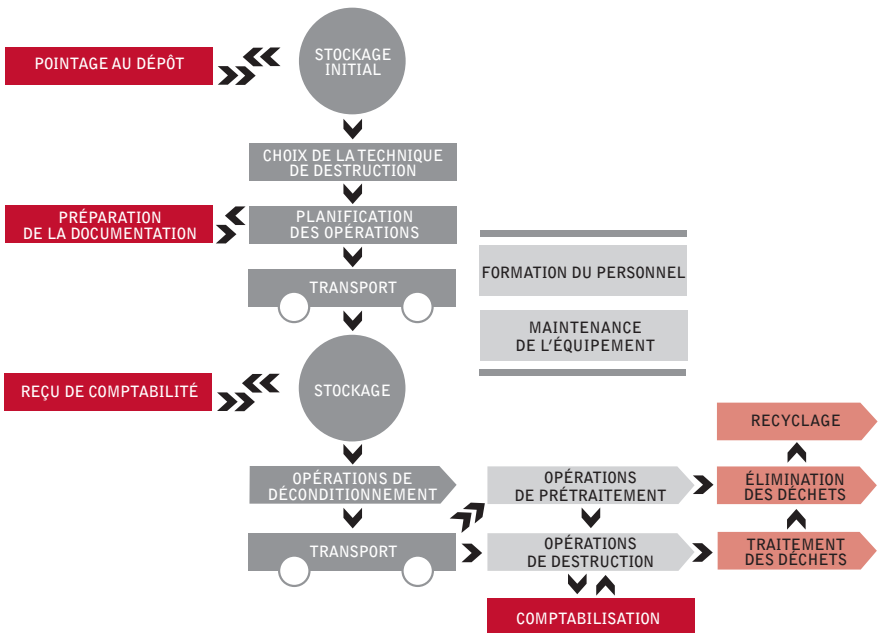 POINTAGE AU DÉPÔT
STOCKAGE
INITIAL
CHOIX DE LA TECHNIQUE
DE DESTRUCTION
PRÉPARATION
DE LA DOCUMENTATION
PLANIFICATION
DES OPÉRATIONS
TRANSPORT
FORMATION DU PERSONNEL
MAINTENANCE
DE L'ÉQUIPEMENT
REÇU DE COMPTABILITÉ
STOCKAGE
RECYCLAGE
OPÉRATIONS DE
DÉCONDITIONNEMENT
OPÉRATIONS
DE PRÉTRAITEMENT
ÉLIMINATION
DES DÉCHETS
TRANSPORT
OPÉRATIONS
DE DESTRUCTION
TRAITEMENT
DES DÉCHETS
COMPTABILISATION